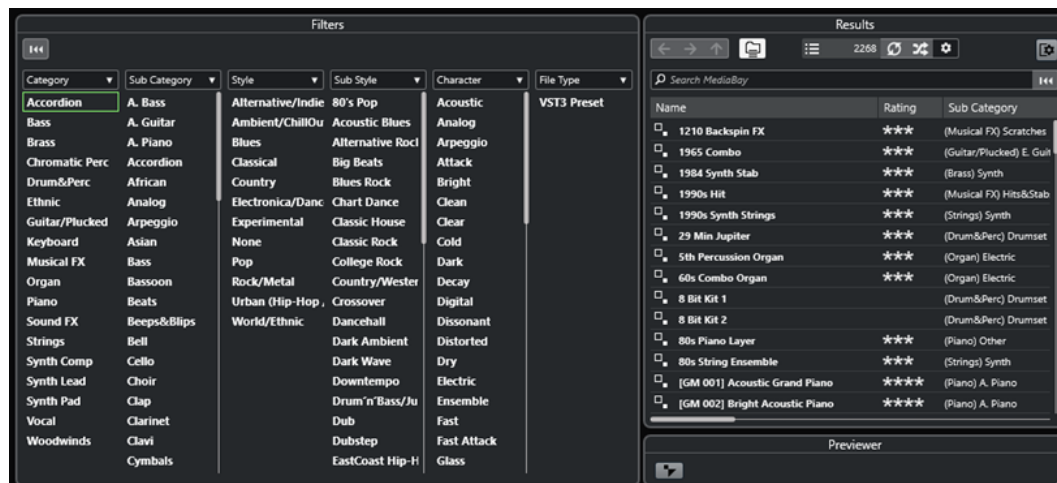 Filters
Category Sub Category Style Sub Style Character File Type
Accordion A. Bass Alternative/Indie 80's Pop Acoustic VST3 Preset
Bass A. Guitar Ambient/ChillOu Acoustic Blues Analog
Brass A. Piano Blues Alternative Rocl Arpeggio
Chromatic Perc Accordion Classical Big Beats Attack
Drum&Perc African Country Blues Rock Bright
Ethnic Analog Electronica/Danc Chart Dance Clean
Guitar/Plucked Arpeggio Experimental Classic House Clear
Keyboard Asian None Classic Rock Cold
Musical FX Bass Pop College Rock Dark
Organ Bassoon Rock/Metal Country/Wester Decay
Piano Beats Urban (Hip-Hop / Crossover Digital
Sound FX Beeps&Blips World/Ethnic Dancehall Dissonant
Strings Bell Dark Ambient Distorted
Synth Comp Cello Dark Wave Dry
Synth Lead Choir Downtempo Electric
Synth Pad Clap Drum'n'Bass/Ju Ensemble
Vocal Clarinet Dub Fast
Woodwinds Clavi Dubstep Fast Attack
Cymbals EastCoast Hip-H Glass
Results
2268
Search MediaBay
Name Rating Sub Category
1210 Backspin FX *** (Musical FX) Scratches
1965 Combo *** (Guitar/Plucked) E. Guit
1984 Synth Stab *** (Brass) Synth
1990s Hit *** (Musical FX) Hits&Stab
1990s Synth Strings *** (Strings) Synth
29 Min Jupiter *** (Drum&Perc) Drumset
5th Percussion Organ *** (Organ) Electric
60s Combo Organ *** (Organ) Electric
8 Bit Kit 1 (Drum&Perc) Drumset
8 Bit Kit 2 (Drum&Perc) Drumset
80s Piano Layer *** (Piano) Other
80s String Ensemble *** (Strings) Synth
[GM 001] Acoustic Grand Piano **** (Piano) A. Piano
[GM 002] Bright Acoustic Piano **** (Piano) A. Piano
Previewer